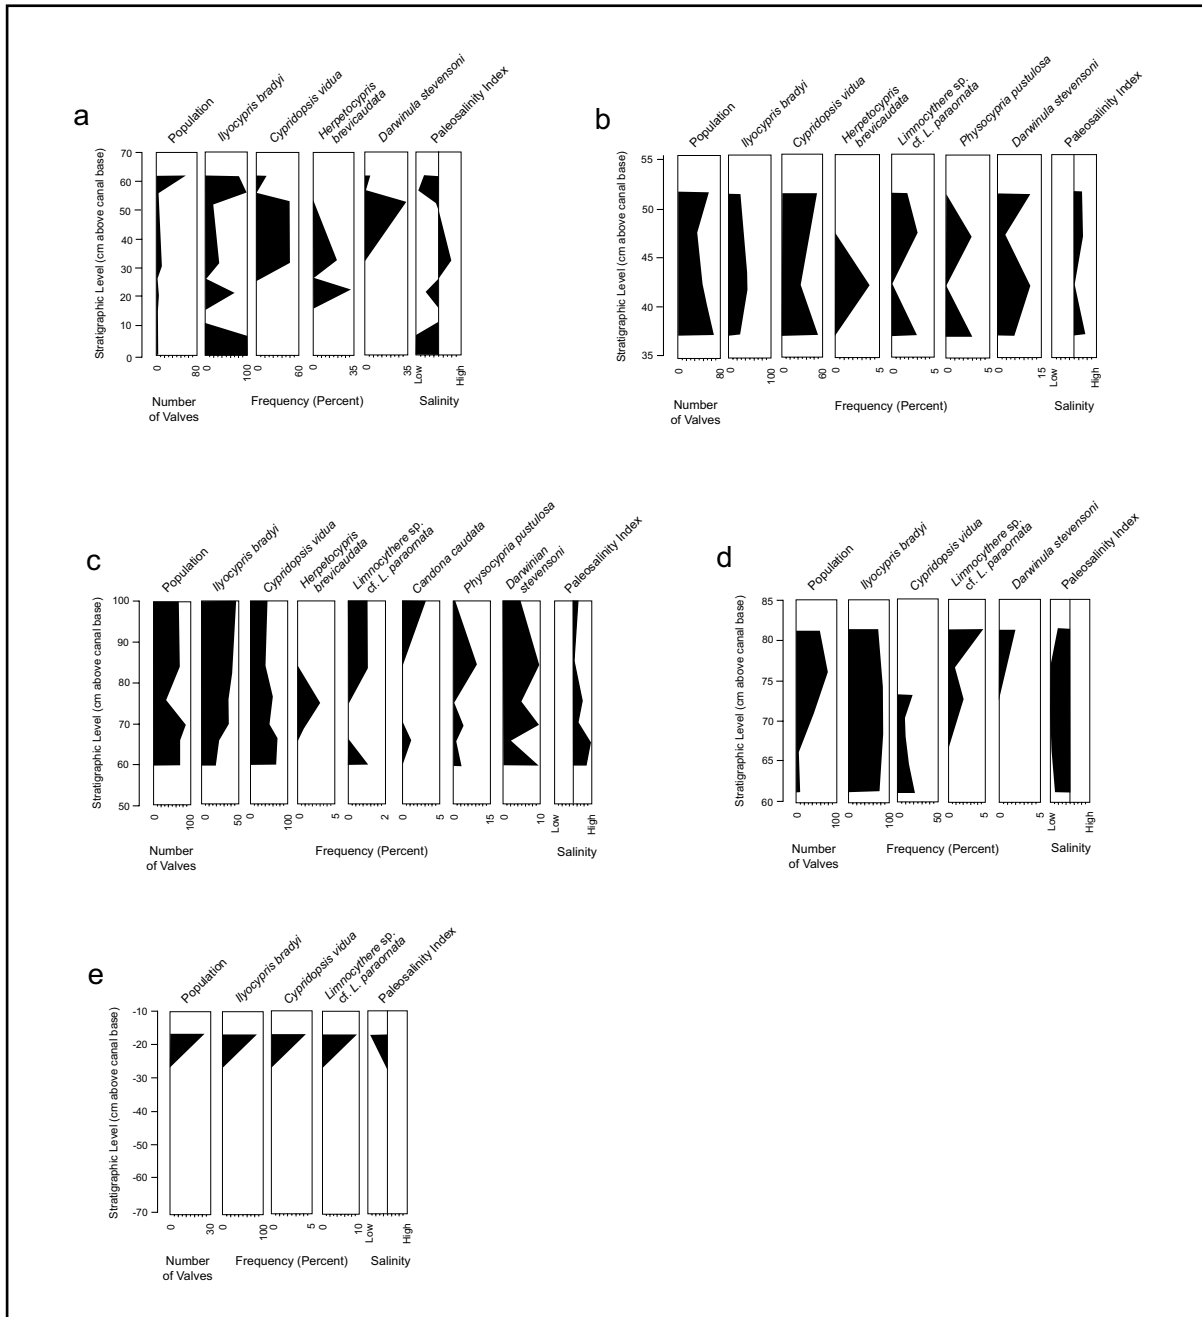 a
Population
Ilyocypris bradyi
Cypridopsis vidua
Herpetocypris
brevicaudata
Darwinula stevensoni
Paleosalinity Index
Stratigraphic Level (cm above canal base)
70
60
50
40
30
20
10
0
0 80
0 100
0 60
0 35
0 35
Low High
Number
of Valves
Frequency (Percent)
Salinity
b
Population
Ilyocypris bradyi
Cypridopsis vidua
Herpetocypris
brevicaudata
Limnocythere sp.
cf. L. paraornata
Physocypria pustulosa
Darwinula stevensoni
Paleosalinity Index
Stratigraphic Level (cm above canal base)
55
50
45
40
35
0 80
0 100
0 60
0 5
0 5
0 5
0 15
Low High
Number
of Valves
Frequency (Percent)
Salinity
c
Population
Ilyocypris bradyi
Cypridopsis vidua
Herpetocypris
brevicaudata
Limnocythere sp.
cf. L. paraornata
Candona caudata
Physocypria pustulosa
Darwinian
stevensoni
Paleosalinity Index
Stratigraphic Level (cm above canal base)
100
90
80
70
60
50
0 100
0 50
0 100
0 5
0 2
0 5
0 15
0 10
Low High
Number
of Valves
Frequency (Percent)
Salinity
d
Population
Ilyocypris bradyi
Cypridopsis vidua
Limnocythere sp.
cf. L. paraornata
Darwinula stevensoni
Paleosalinity Index
Stratigraphic Level (cm above canal base)
85
80
75
70
65
60
0 100
0 100
0 50
0 5
0 5
Low High
Number
of Valves
Frequency (Percent)
Salinity
e
Population
Ilyocypris bradyi
Cypridopsis vidua
Limnocythere sp.
cf. L. paraornata
Paleosalinity Index
Stratigraphic Level (cm above canal base)
-10
-20
-30
-40
-50
-60
-70
0 30
0 100
0 5
0 10
Low High
Number
of Valves
Frequency (Percent)
Salinity